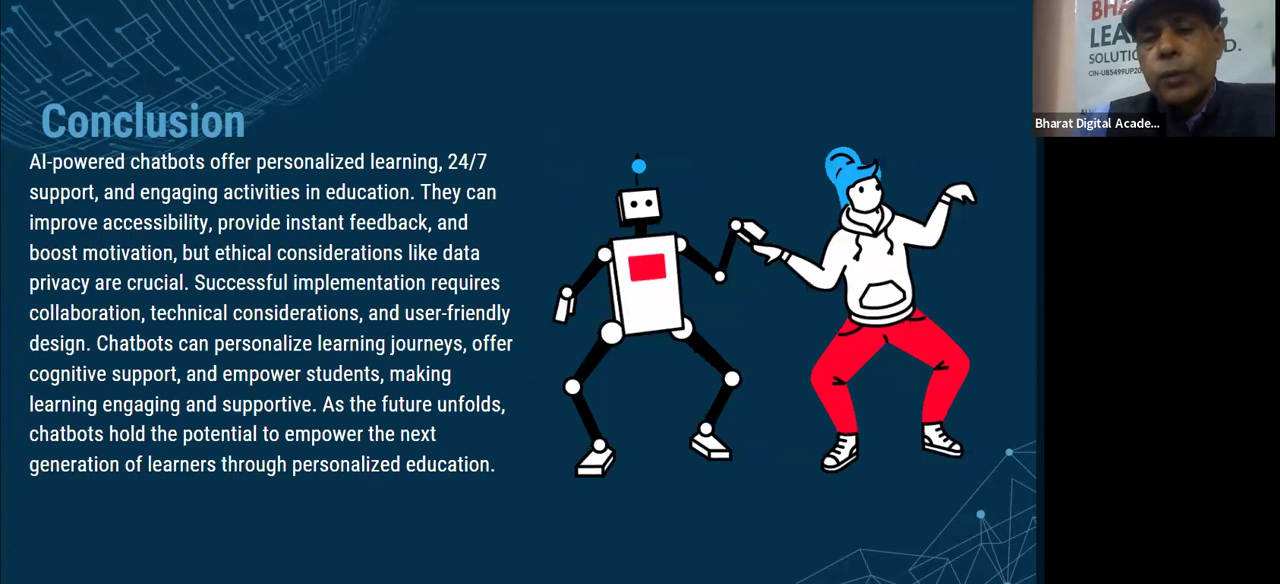 Conclusion
AI-powered chatbots offer personalized learning, 24/7
support, and engaging activities in education. They can
improve accessibility, provide instant feedback, and
boost motivation, but ethical considerations like data
privacy are crucial. Successful implementation requires
collaboration, technical considerations, and user-friendly
design. Chatbots can personalize learning journeys, offer
cognitive support, and empower students, making
learning engaging and supportive. As the future unfolds,
chatbots hold the potential to empower the next
generation of learners through personalized education.
Bharat Digital Acade...